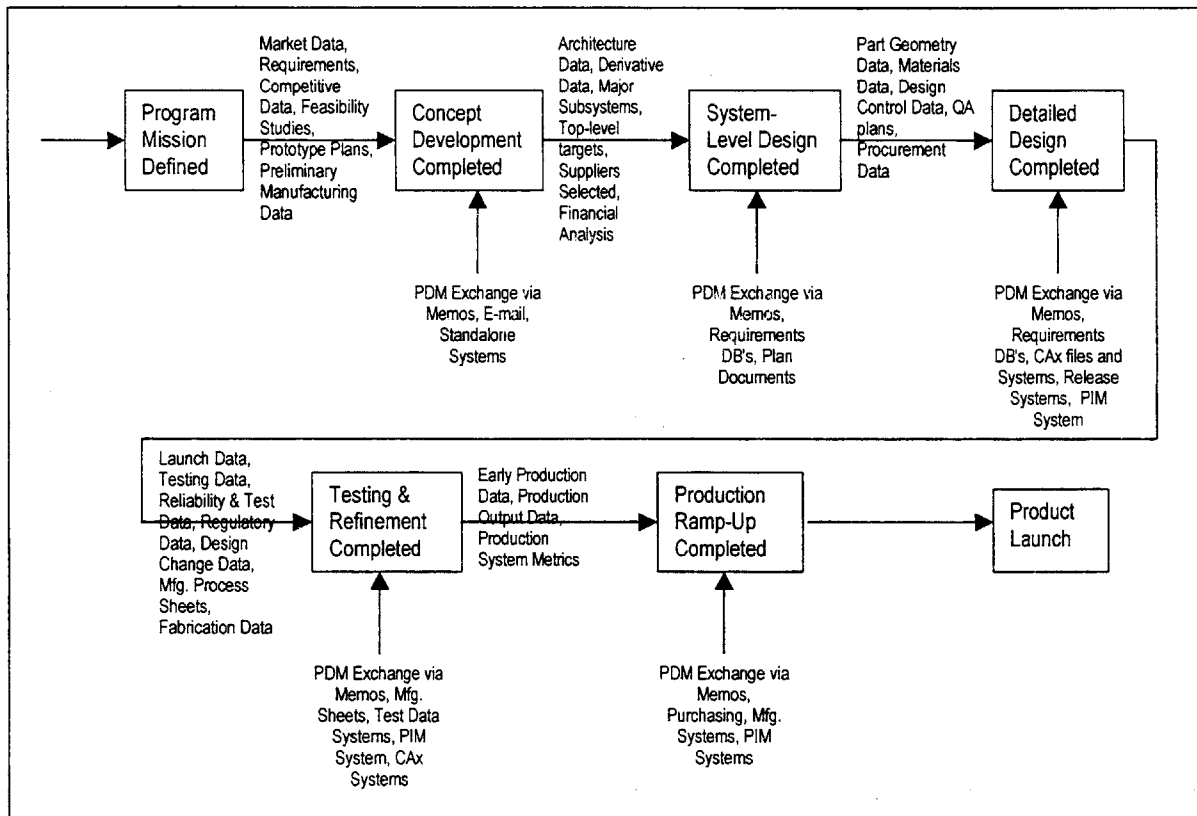 Program
Mission
Defined
Market Data,
Requirements,
Competitive
Data, Feasibility
Studies,
Prototype Plans,
Preliminary
Manufacturing
Data
Concept
Development
Completed
PDM Exchange via
Memos, E-mail,
Standalone
Systems
Architecture
Data, Derivative
Data, Major
Subsystems,
Top-level
targets,
Suppliers
Selected,
Financial
Analysis
System-
Level Design
Completed
PDM Exchange via
Memos,
Requirements
DB's, Plan
Documents
Part Geometry
Data, Materials
Data, Design
Control Data, QA
plans,
Procurement
Data
Detailed
Design
Completed
PDM Exchange via
Memos,
Requirements
DB's, CAx files and
Systems, Release
Systems, PIM
System
Launch Data,
Testing Data,
Reliability & Test
Data, Regulatory
Data, Design
Change Data,
Mfg. Process
Sheets,
Fabrication Data
Testing &
Refinement
Completed
PDM Exchange via
Memos, Mfg.
Sheets, Test Data
Systems, PIM
System, CAx
Systems
Early Production
Data, Production
Output Data,
Production
System Metrics
Production
Ramp-Up
Completed
PDM Exchange via
Memos,
Purchasing, Mfg.
Systems, PIM
Systems
Product
Launch